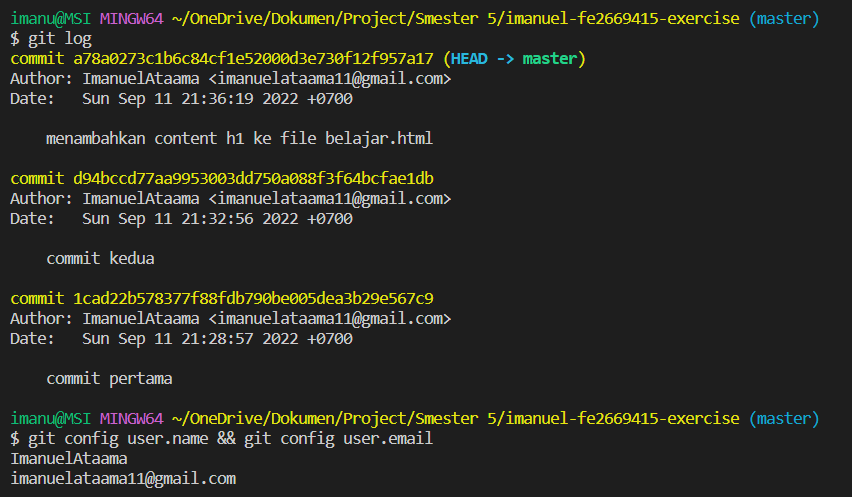 imanu@MSI MINGW64 ~/OneDrive/Dokumen/Project/Smester 5/imanuel-fe2669415-exercise (master)
$ git log
commit a78a0273c1b6c84cf1e52000d3e730f12f957a17 (HEAD -> master)
Author: ImanuelAtaama <imanuelataama11@gmail.com>
Date:   Sun Sep 11 21:36:19 2022 +0700
    menambahkan content h1 ke file belajar.html
commit d94bccd77aa9953003dd750a088f3f64bcfae1db
Author: ImanuelAtaama <imanuelataama11@gmail.com>
Date:   Sun Sep 11 21:32:56 2022 +0700
    commit kedua
commit 1cad22b578377f88fdb790be005dea3b29e567c9
Author: ImanuelAtaama <imanuelataama11@gmail.com>
Date:   Sun Sep 11 21:28:57 2022 +0700
    commit pertama
imanu@MSI MINGW64 ~/OneDrive/Dokumen/Project/Smester 5/imanuel-fe2669415-exercise (master)
$ git config user.name && git config user.email
ImanuelAtaama
imanuelataama11@gmail.com